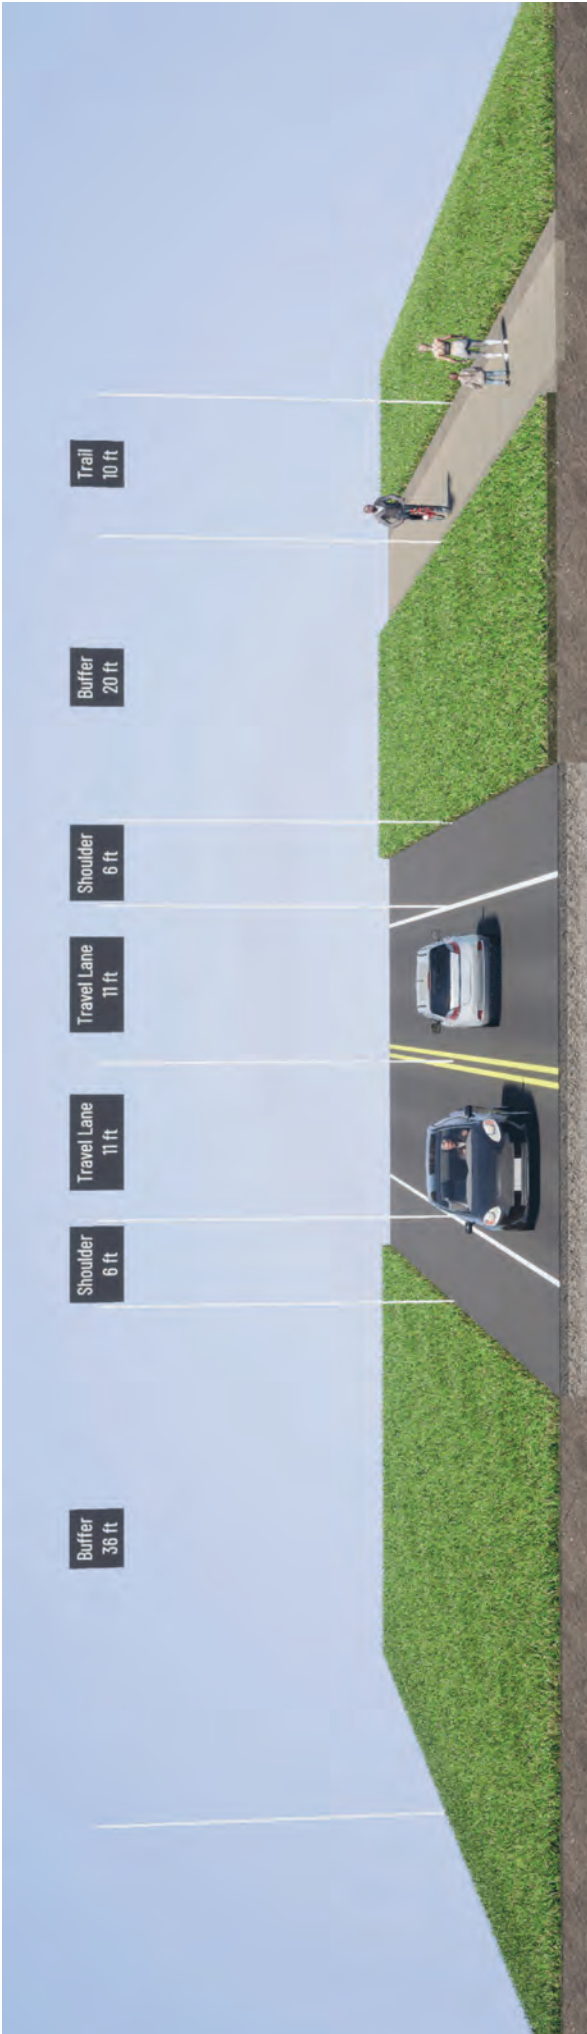 Buffer
36 ft
Shoulder
6 ft
Travel Lane
11 ft
Travel Lane
11 ft
Shoulder
6 ft
Buffer
20 ft
Trail
10 ft